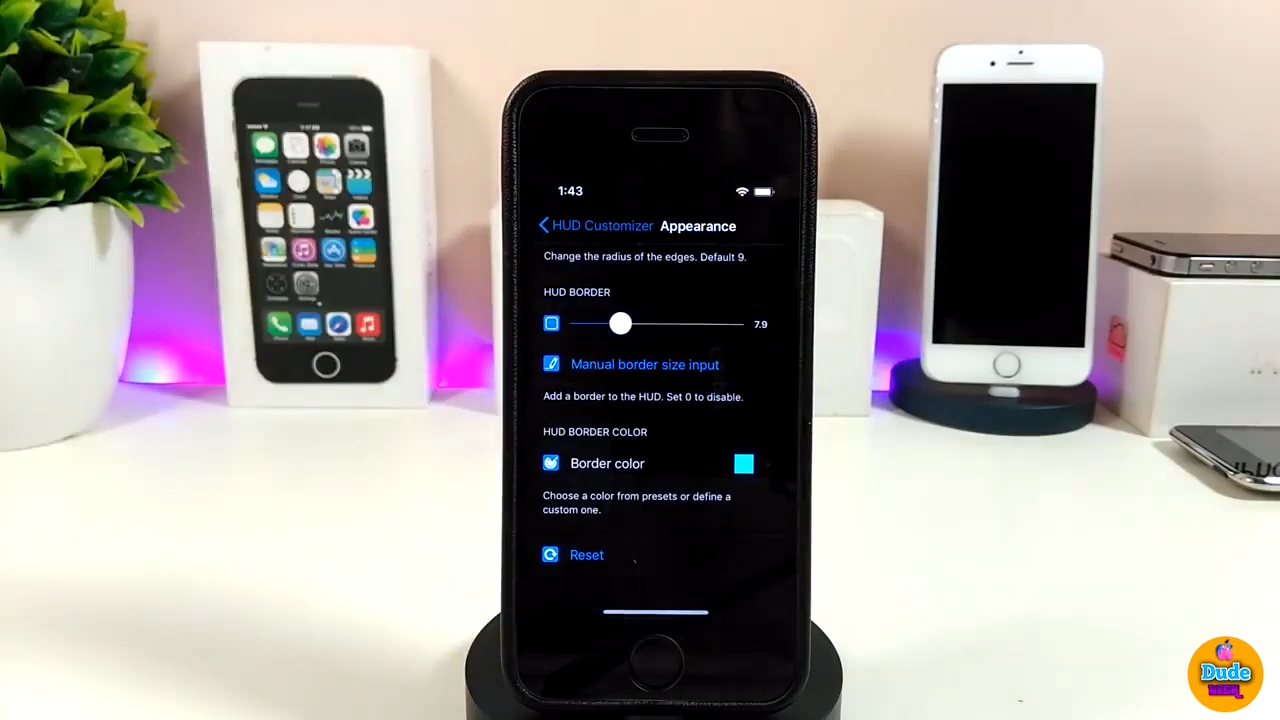 1:43
HUD Customizer Appearance
Change the radius of the edges. Default 9.
HUD BORDER
7.9
Manual border size input
Add a border to the HUD. Set 0 to disable.
HUD BORDER COLOR
Border color
Choose a color from presets or define a
custom one.
Reset
Dude